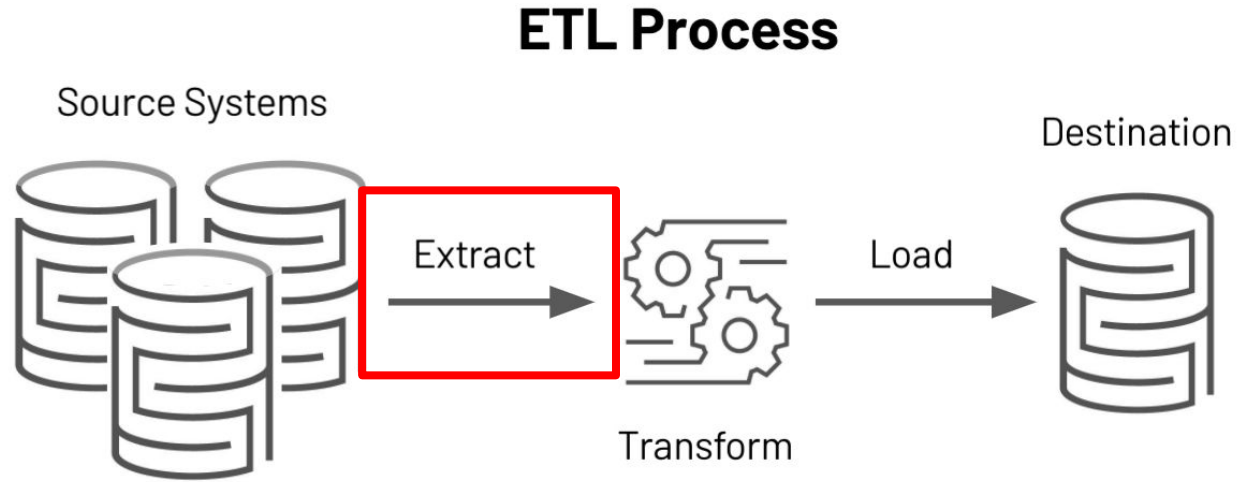 ETL Process
Source Systems
Destination
Extract
Load
Transform